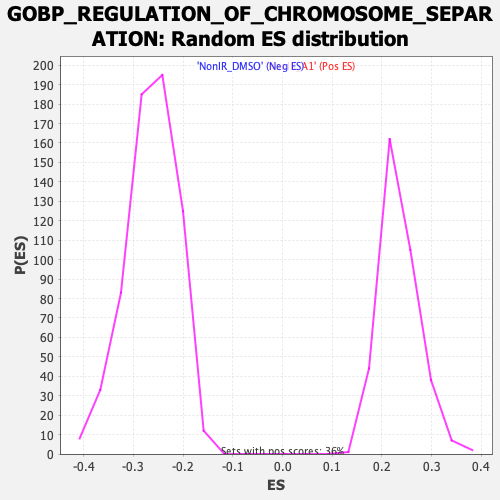 GOBP_REGULATION_OF_CHROMOSOME_SEPAR
ATION: Random ES distribution
'NonIR_DMSO' (Neg ES)
A1' (Pos ES)
200
190
180
170
160
150
140
130
120
110
100
90
80
70
60
50
40
30
20
10
0
P(ES)
Sets with pos scores: 36%
-0.4 -0.3 -0.2 -0.1 0.0 0.1 0.2 0.3 0.4
ES